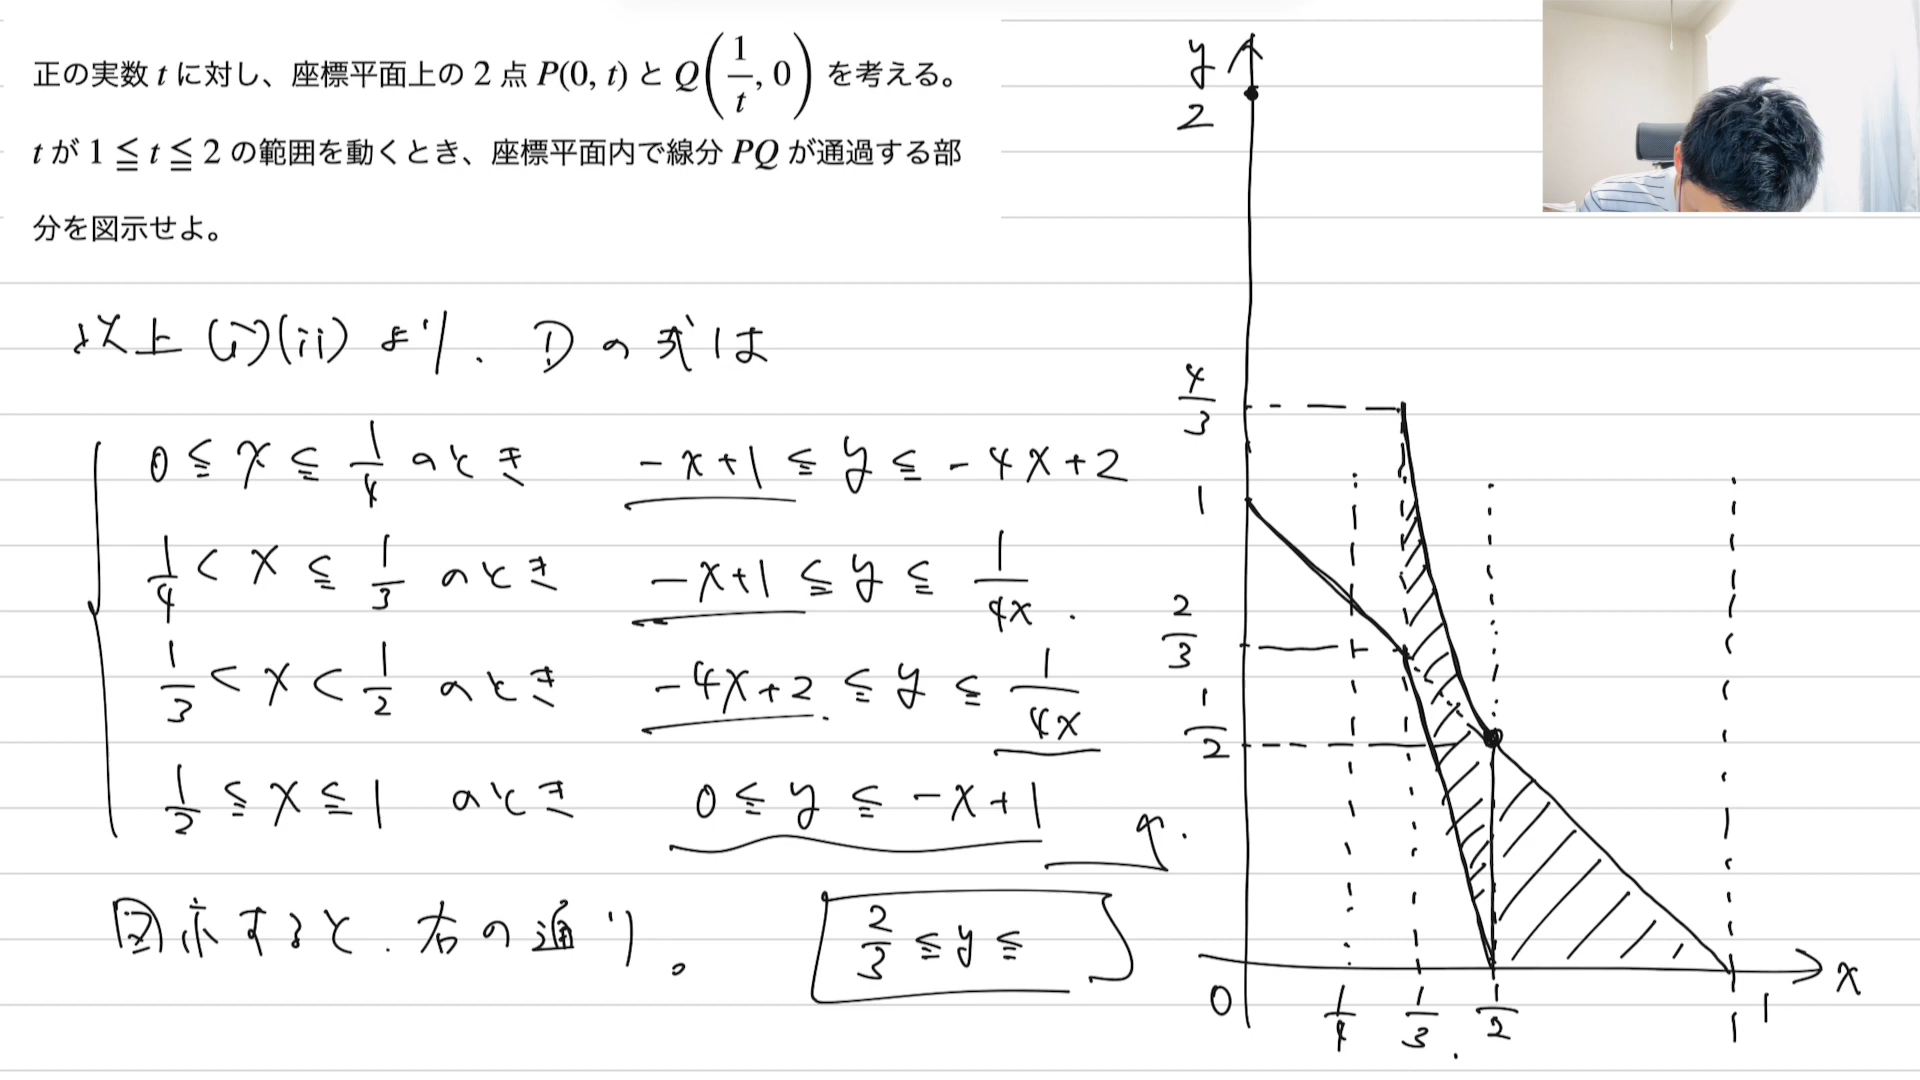 正の実数 t に対し、座標平面上の 2 点 P(0, t) と Q(1/t, 0) を考える。
t が 1 ≦ t ≦ 2 の範囲を動くとき、座標平面内で線分 PQ が通過する部
分を図示せよ。
以上 (i)(ii) より. D の式は
0 ≦ x ≦ 1/4 のとき -x+1 ≦ y ≦ -4x+2
1/4 < x ≦ 1/3 のとき -x+1 ≦ y ≦ 1/4x.
1/3 < x < 1/2 のとき -4x+2. ≦ y ≦ 1/4x
1/2 ≦ x ≦ 1 のとき 0 ≦ y ≦ -x+1
図示すると. 右の通り。
2/3 ≦ y ≦
y
2
4/3
1
2/3
1/2
0
1/4
1/3
1/2
1
x